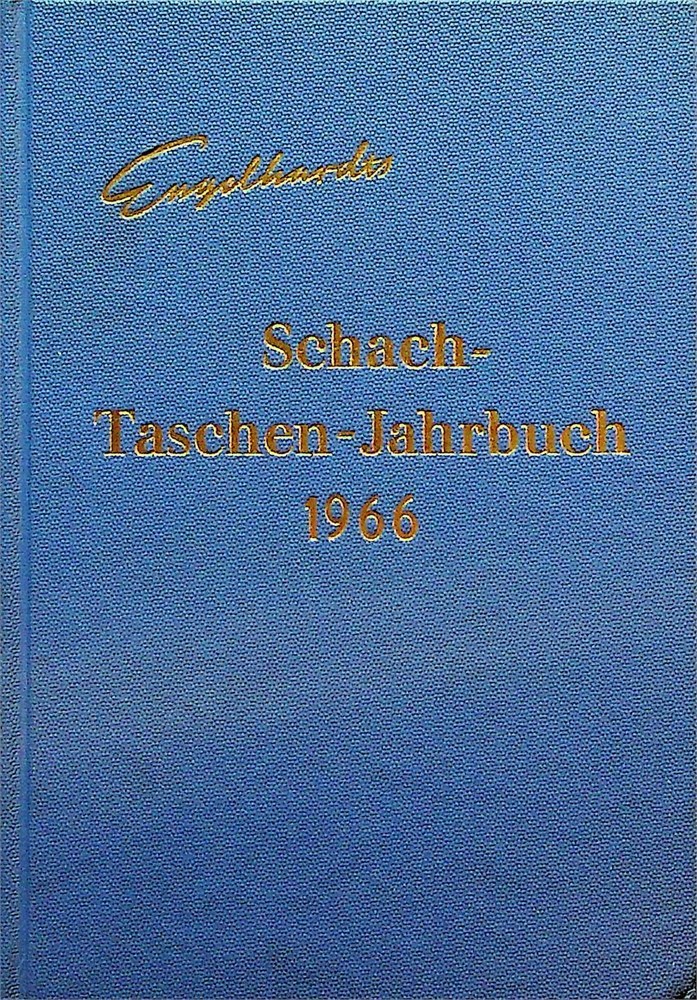 Engelhardts
Schach-
Taschen-Jahrbuch
1966